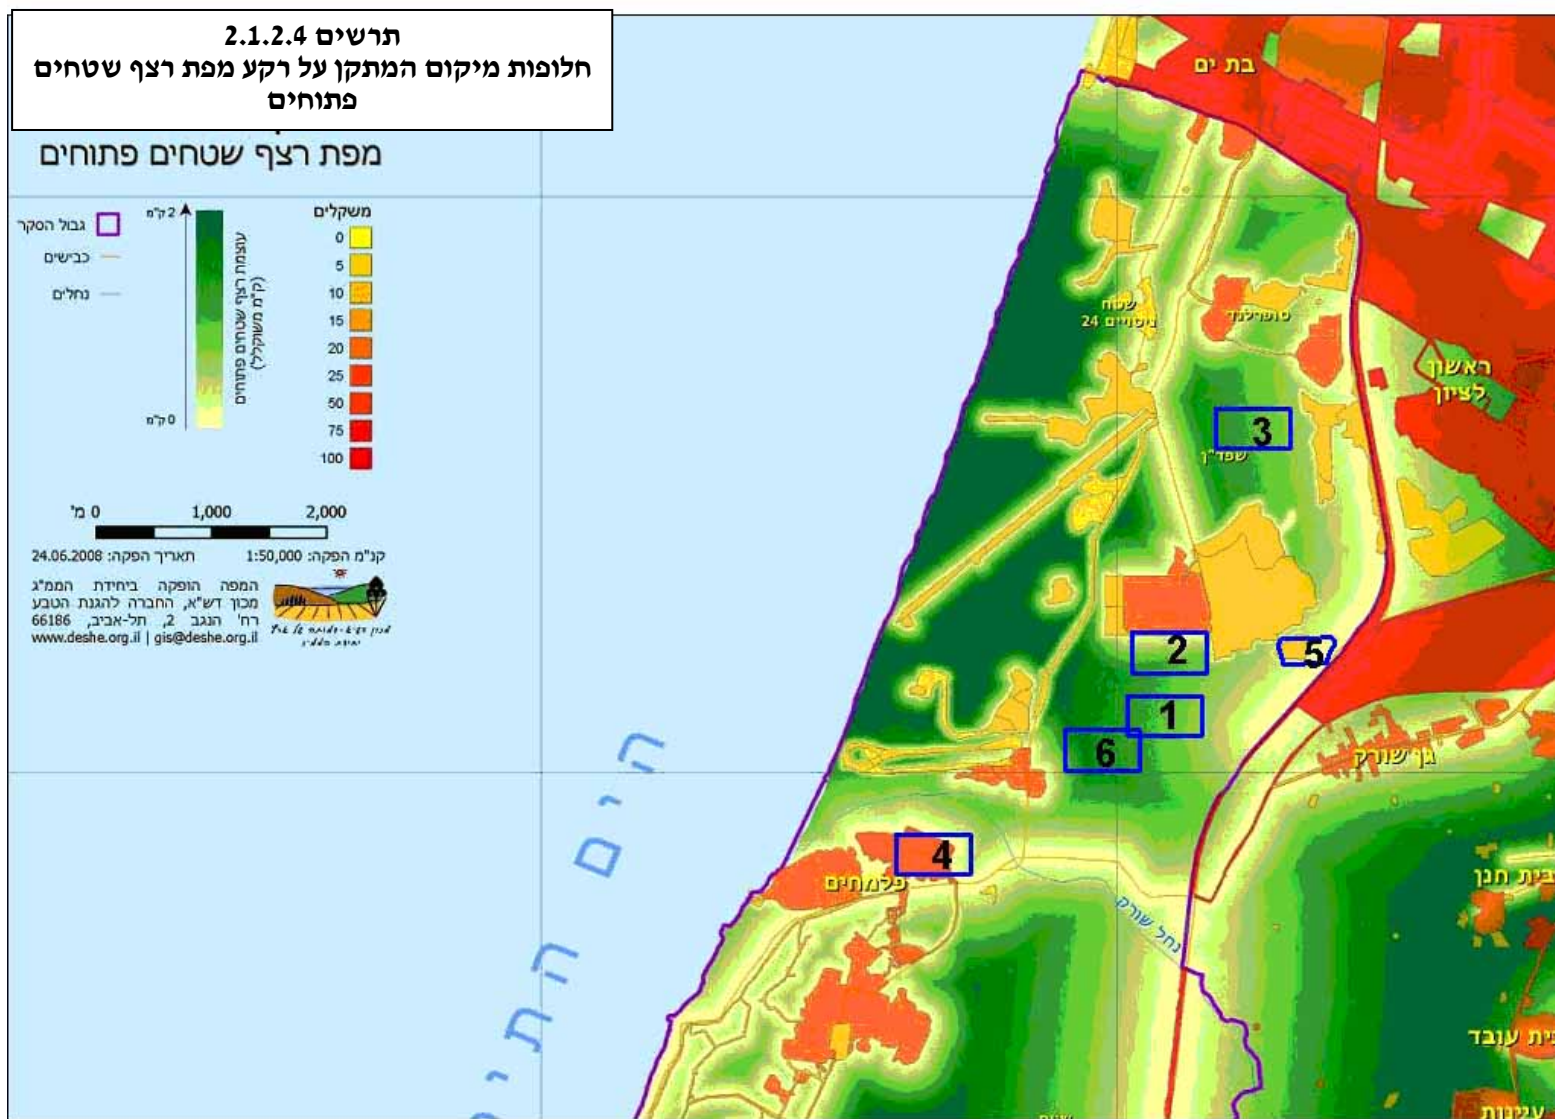 תרשים 2.1.2.4
חלופות מיקום המתקן על רקע מפת רצף שטחים
פתוחים
מפת רצף שטחים פתוחים
גבול הסקר
כבישים
נחלים
2 ק"מ
0 ק"מ
עוצמת רצף שטחים פתוחים
(ק"מ משוקלל)
משקלים
0
5
10
15
20
25
50
75
100
0 מ'
1,000
2,000
קנ"מ הפקה: 1:50,000
תאריך הפקה: 24.06.2008
המפה הופקה ביחידת הממ"ג
מכון דש"א, החברה להגנת הטבע
רח' הנגב 2, תל-אביב, 66186
www.deshe.org.il | gis@deshe.org.il
בת ים
שטח
ניסויים 24
סופרלנד
ראשון
לציון
3
שפד"ן
2
5
1
6
גן שורק
4
פלמחים
נחל שורק
בית חנן
בית עובד
עיינות
הים התי